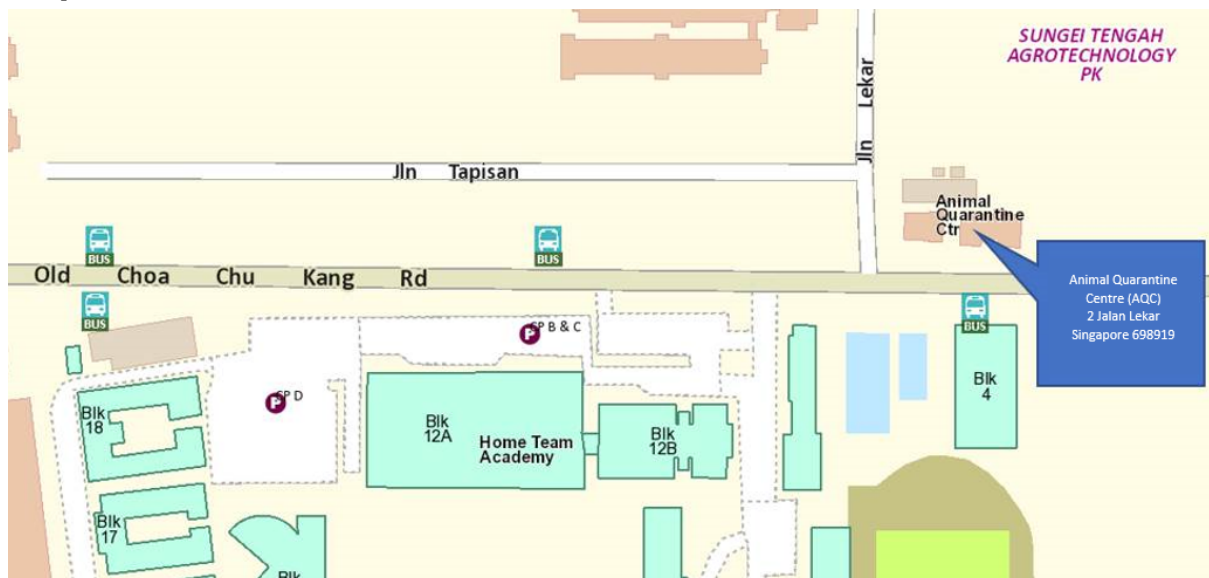 SUNGEI TENGAH
AGROTECHNOLOGY
PK
Jln Lekar
Jln Tapisan
Animal
Quarantine
Ctr
BUS
BUS
Old Choa Chu Kang Rd
Animal Quarantine
Centre (AQC)
2 Jalan Lekar
Singapore 698919
BUS
BUS
P B & C
P D
Blk
4
Blk
18
Blk
12A
Home Team
Academy
Blk
12B
Blk
17
Blk